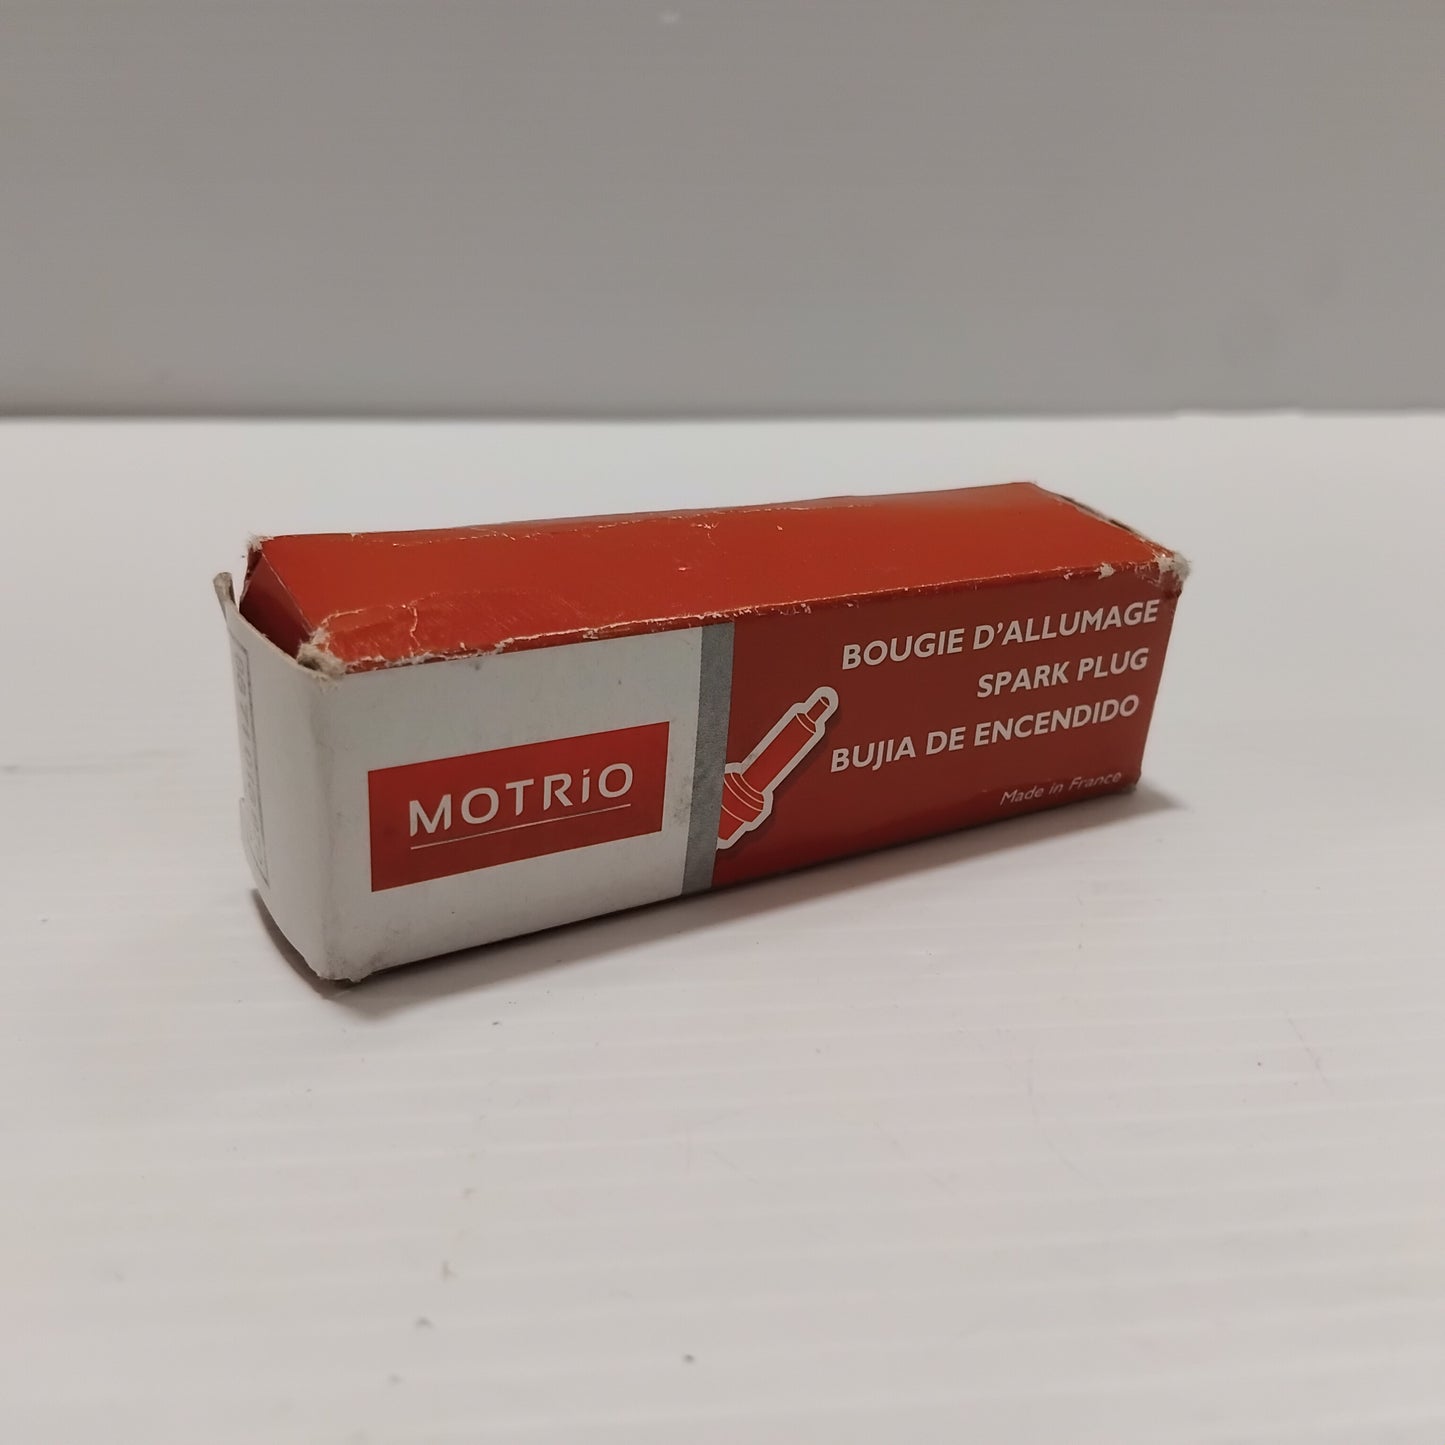 MOTRiO
BOUGIE D'ALLUMAGE
SPARK PLUG
BUJIA DE ENCENDIDO
Made in France